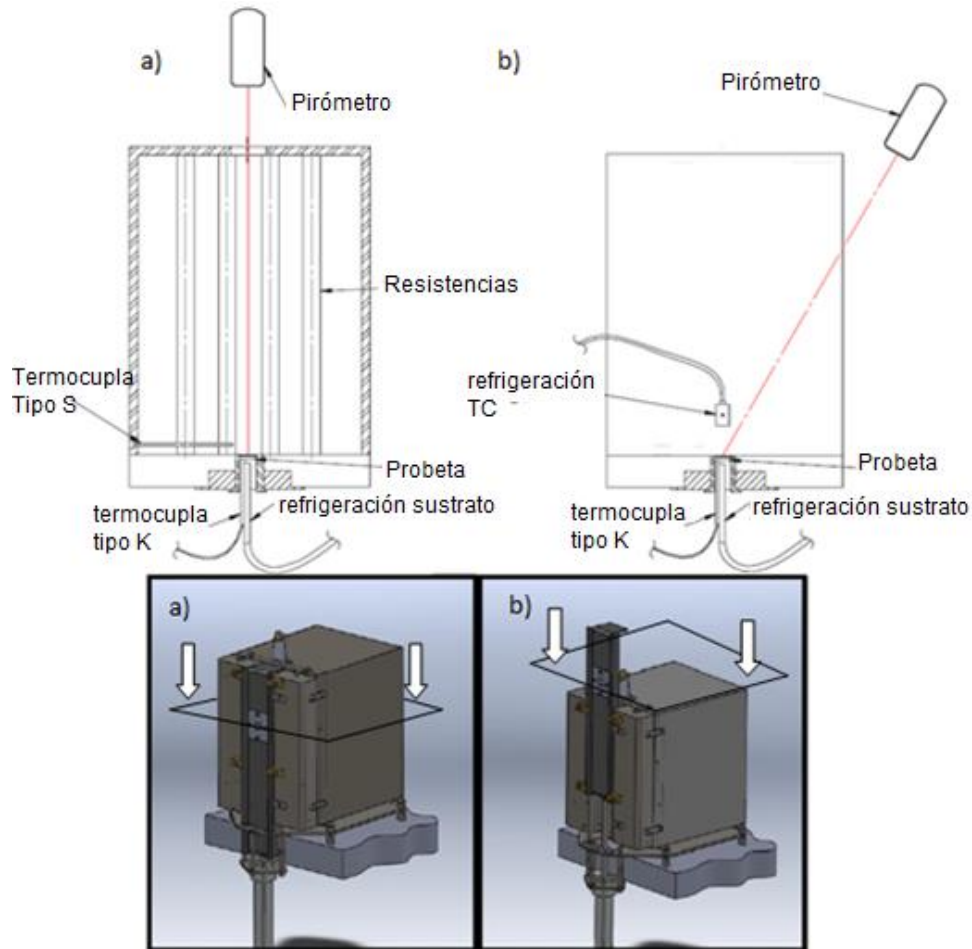 a)
Pirómetro
Resistencias
Termocupla
Tipo S
Probeta
termocupla
tipo K
refrigeración sustrato
b)
Pirómetro
refrigeración
TC
Probeta
termocupla
tipo K
refrigeración sustrato
a)
b)